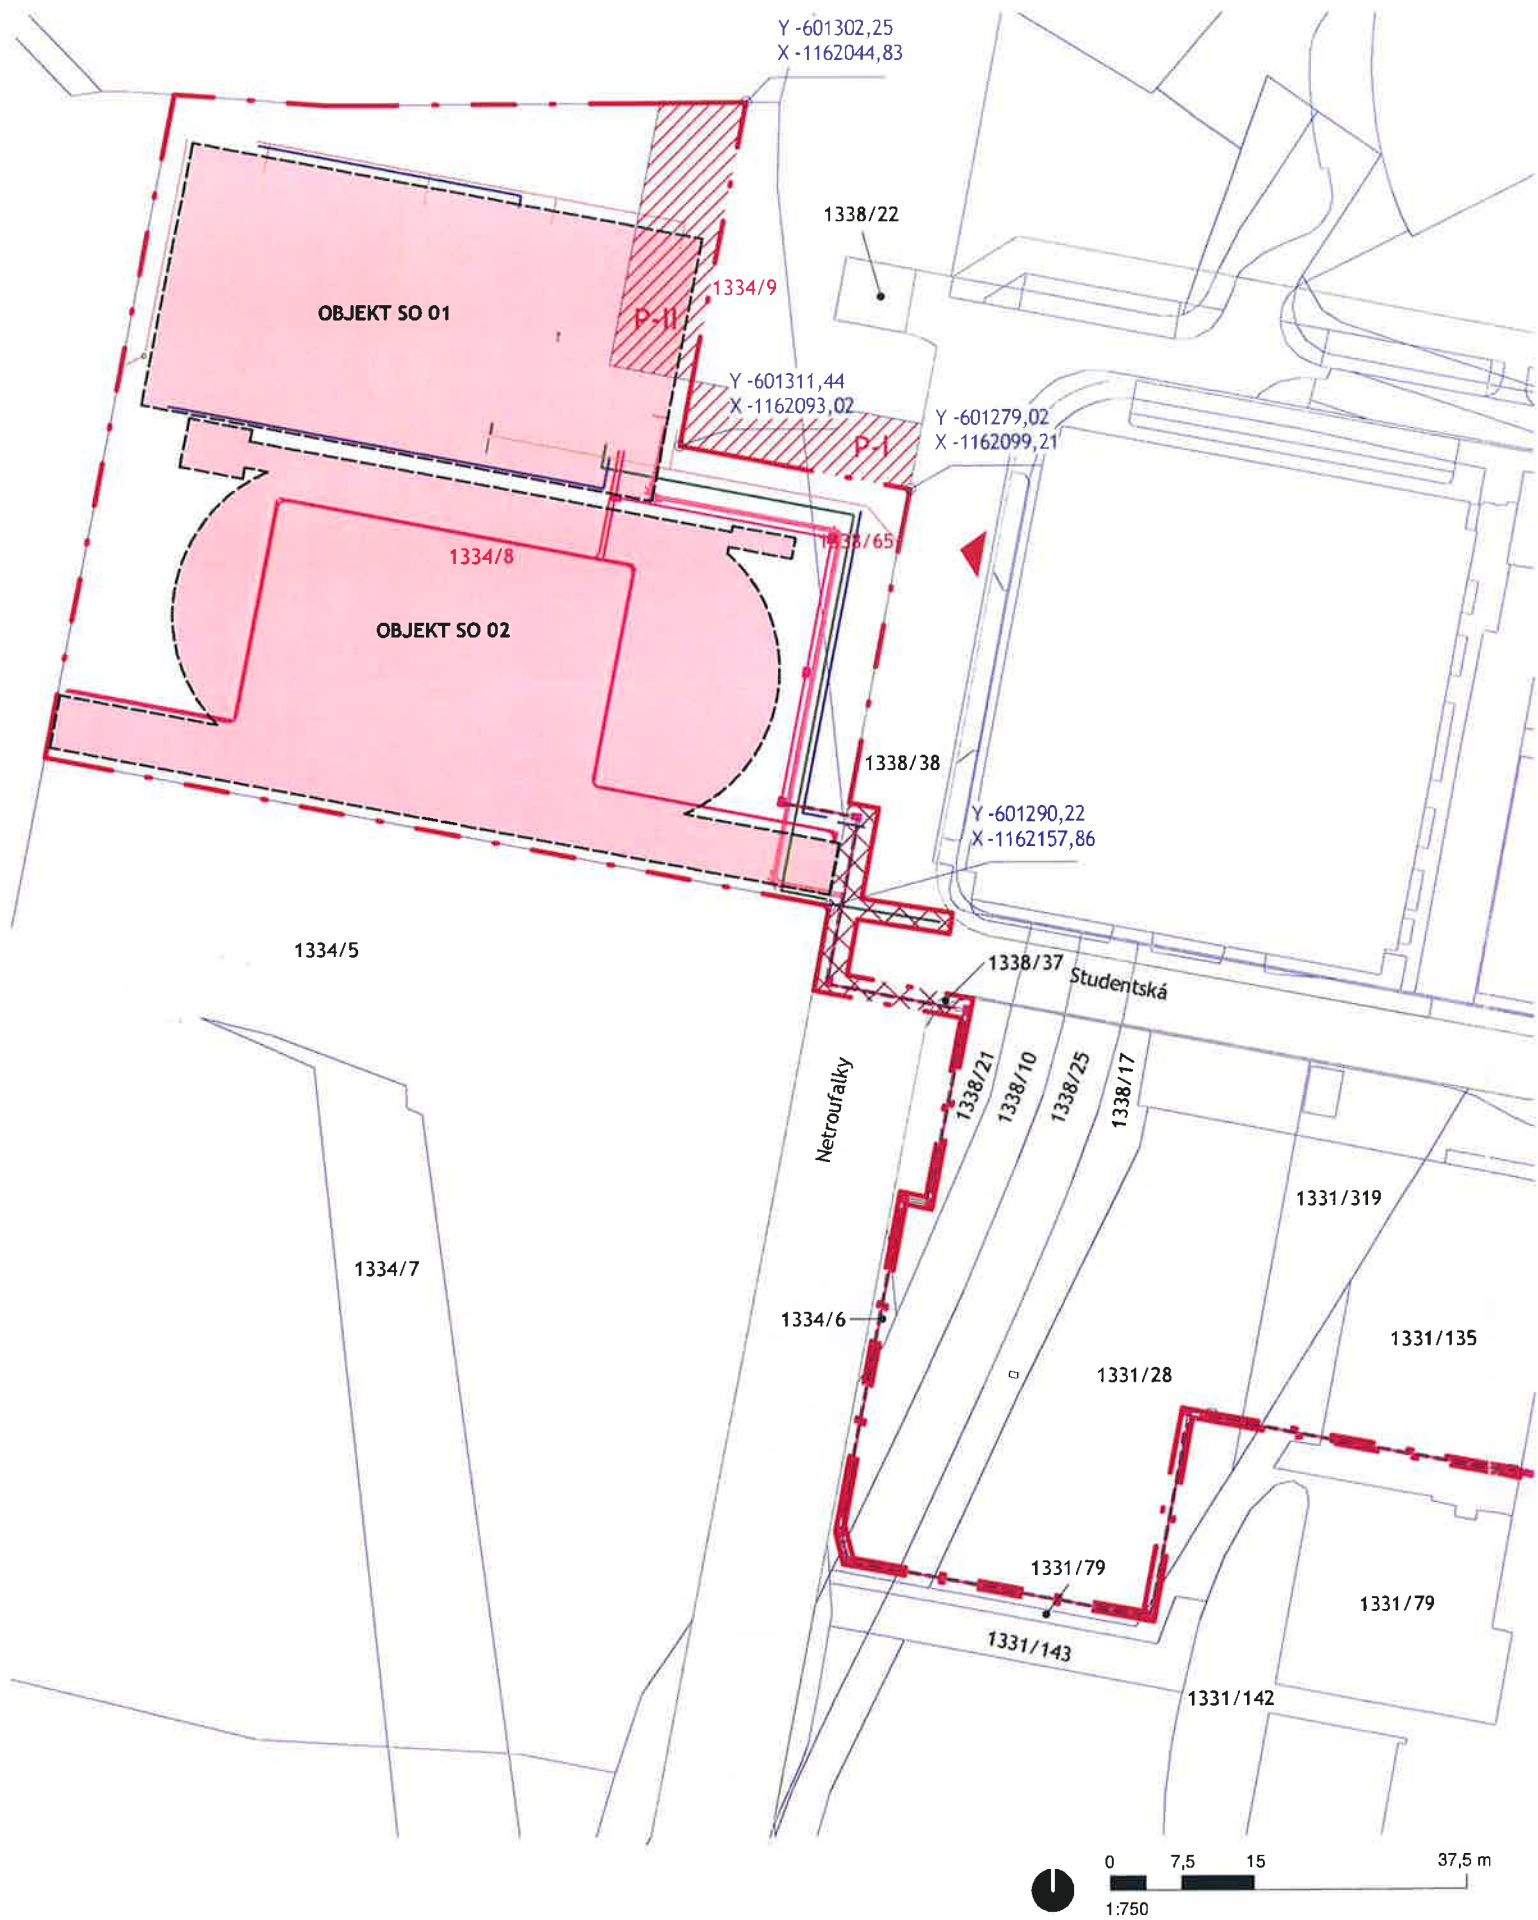 Y -601302,25
X -1162044,83
1338/22
1334/9
OBJEKT SO 01
P-II
Y -601311,44
X -1162093,02
Y -601279,02
X -1162099,21
P-I
1338/65
1334/8
OBJEKT SO 02
1338/38
Y -601290,22
X -1162157,86
1334/5
1338/37
Studentská
Netroufalky
1338/21
1338/10
1338/25
1338/17
1331/319
1334/7
1334/6
1331/135
1331/28
1331/79
1331/79
1331/143
1331/142
0 7,5 15 37,5 m
1:750